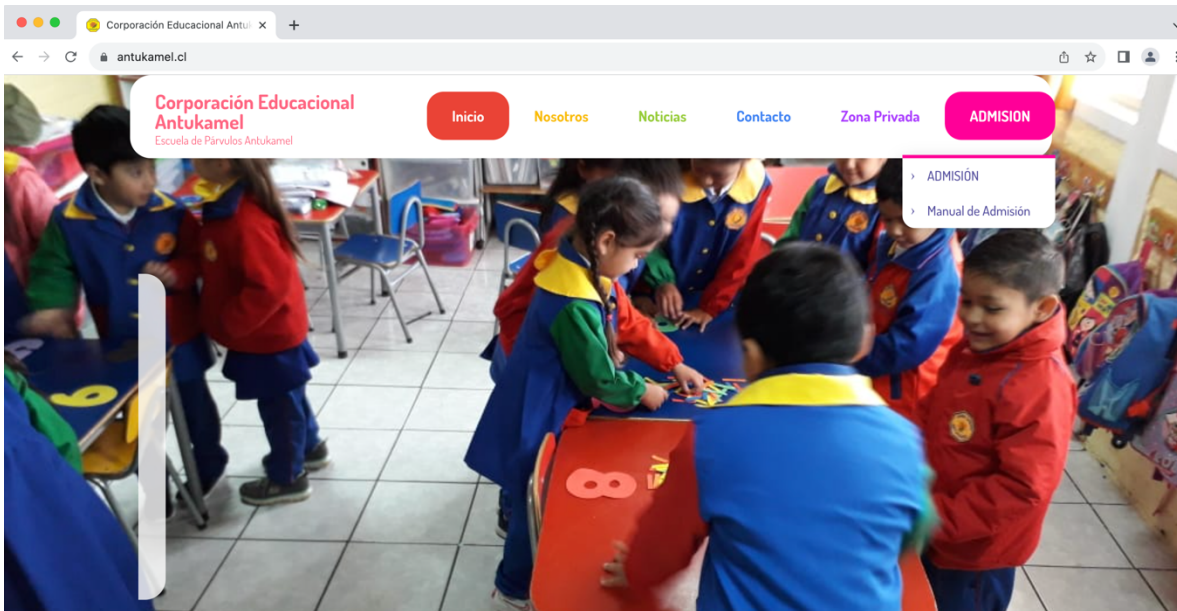 Corporación Educacional Antu
antukamel.cl
Corporación Educacional
Antukamel
Escuela de Párvulos Antukamel
Inicio
Nosotros
Noticias
Contacto
Zona Privada
ADMISION
ADMISIÓN
Manual de Admisión